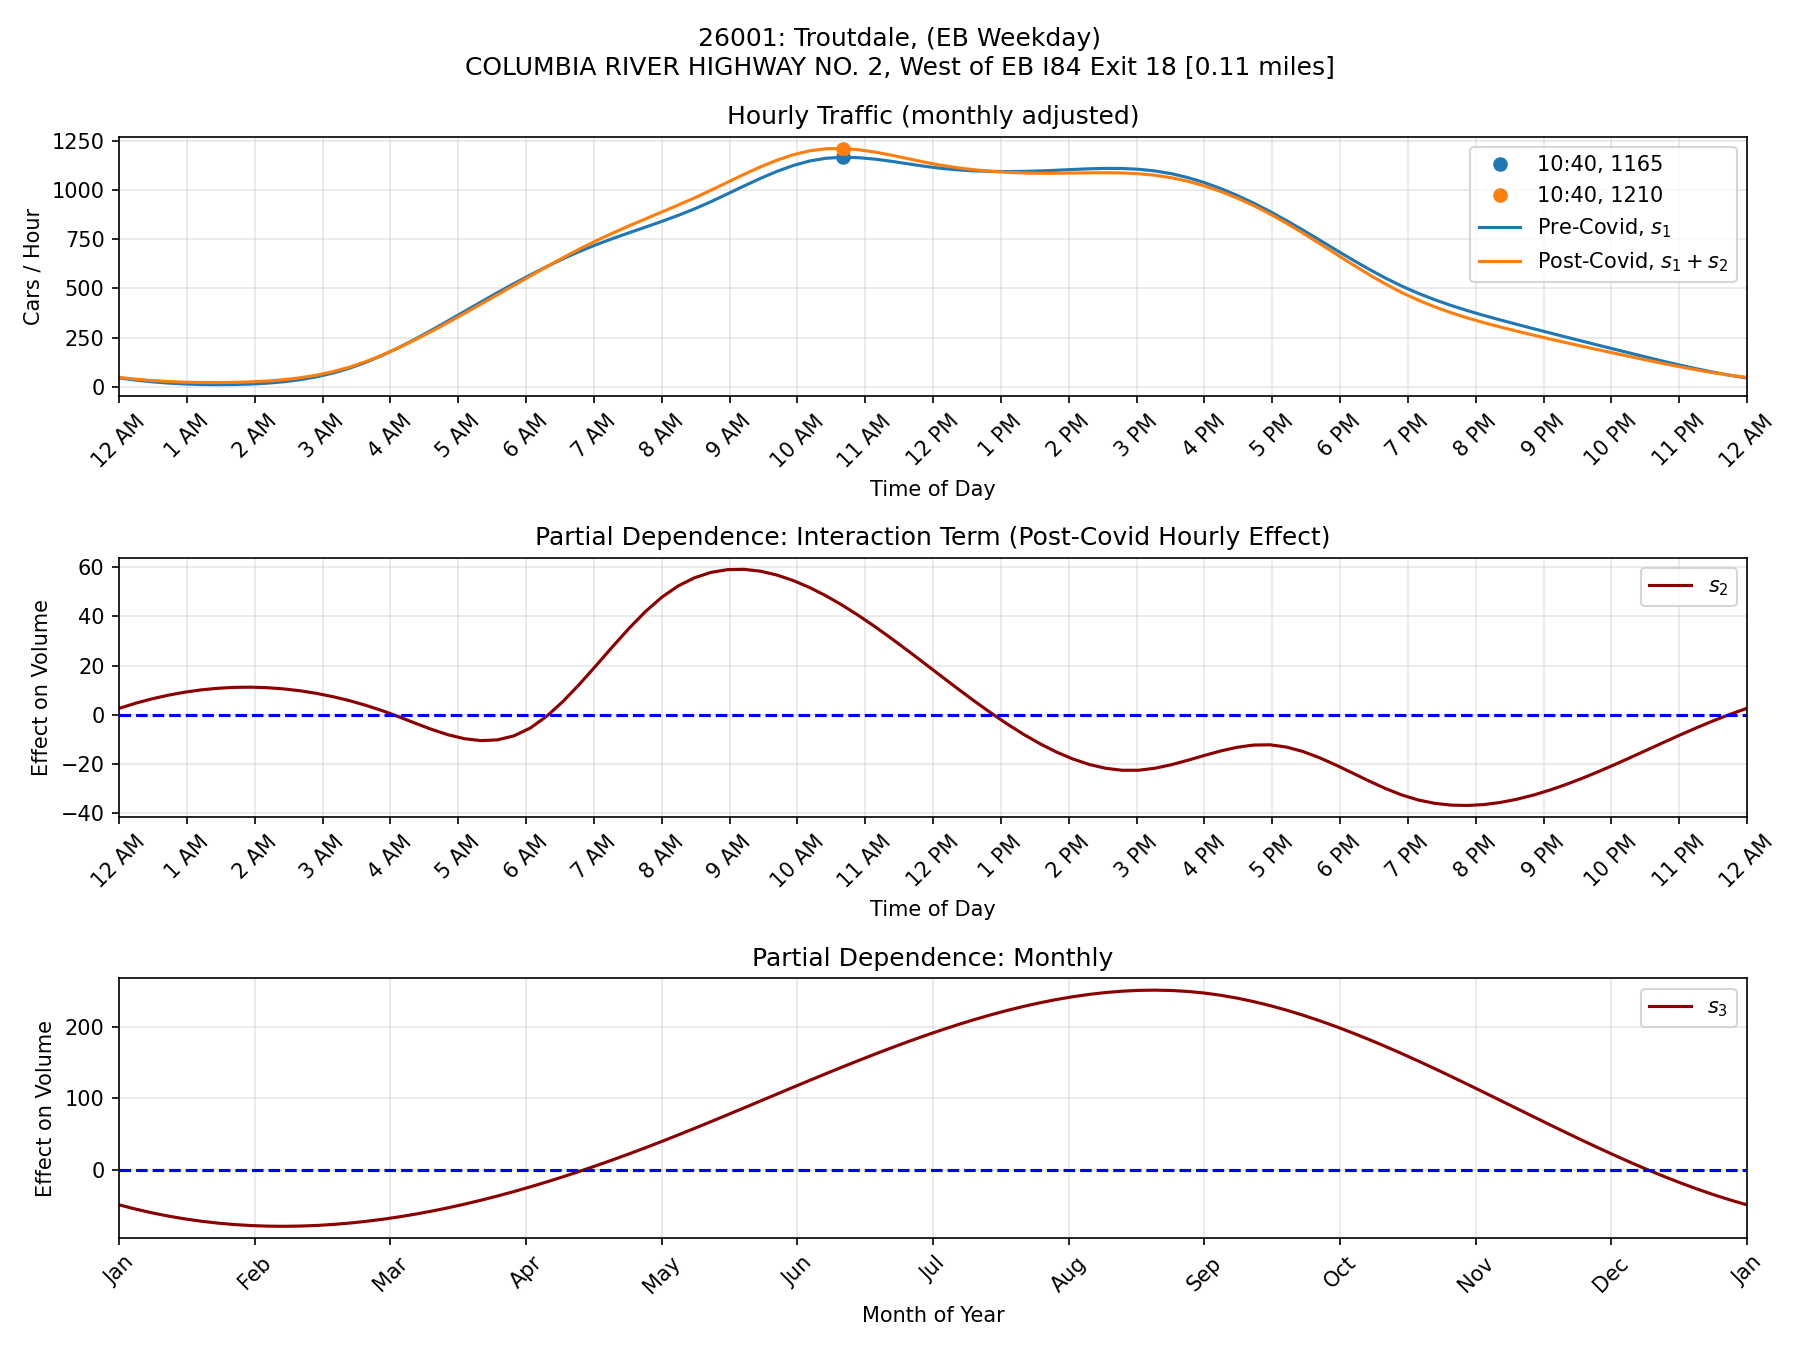 26001: Troutdale, (EB Weekday)
COLUMBIA RIVER HIGHWAY NO. 2, West of EB I84 Exit 18 [0.11 miles]
Hourly Traffic (monthly adjusted)
Cars / Hour
1250
1000
750
500
250
0
10:40, 1165
10:40, 1210
Pre-Covid, s₁
Post-Covid, s₁ + s₂
12 AM 1 AM 2 AM 3 AM 4 AM 5 AM 6 AM 7 AM 8 AM 9 AM 10 AM 11 AM 12 PM 1 PM 2 PM 3 PM 4 PM 5 PM 6 PM 7 PM 8 PM 9 PM 10 PM 11 PM 12 AM
Time of Day
Partial Dependence: Interaction Term (Post-Covid Hourly Effect)
Effect on Volume
60
40
20
0
−20
−40
s₂
12 AM 1 AM 2 AM 3 AM 4 AM 5 AM 6 AM 7 AM 8 AM 9 AM 10 AM 11 AM 12 PM 1 PM 2 PM 3 PM 4 PM 5 PM 6 PM 7 PM 8 PM 9 PM 10 PM 11 PM 12 AM
Time of Day
Partial Dependence: Monthly
Effect on Volume
200
100
0
s₃
Jan Feb Mar Apr May Jun Jul Aug Sep Oct Nov Dec Jan
Month of Year